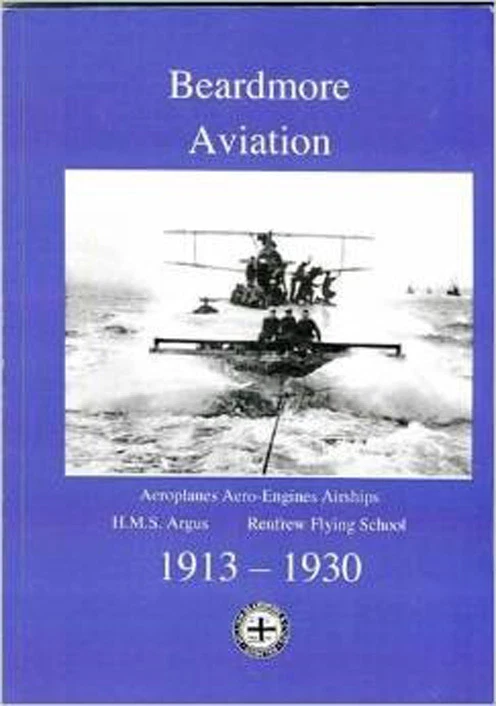 Beardmore
Aviation
Aeroplanes Aero-Engines Airships
H.M.S. Argus Renfrew Flying School
1913 – 1930